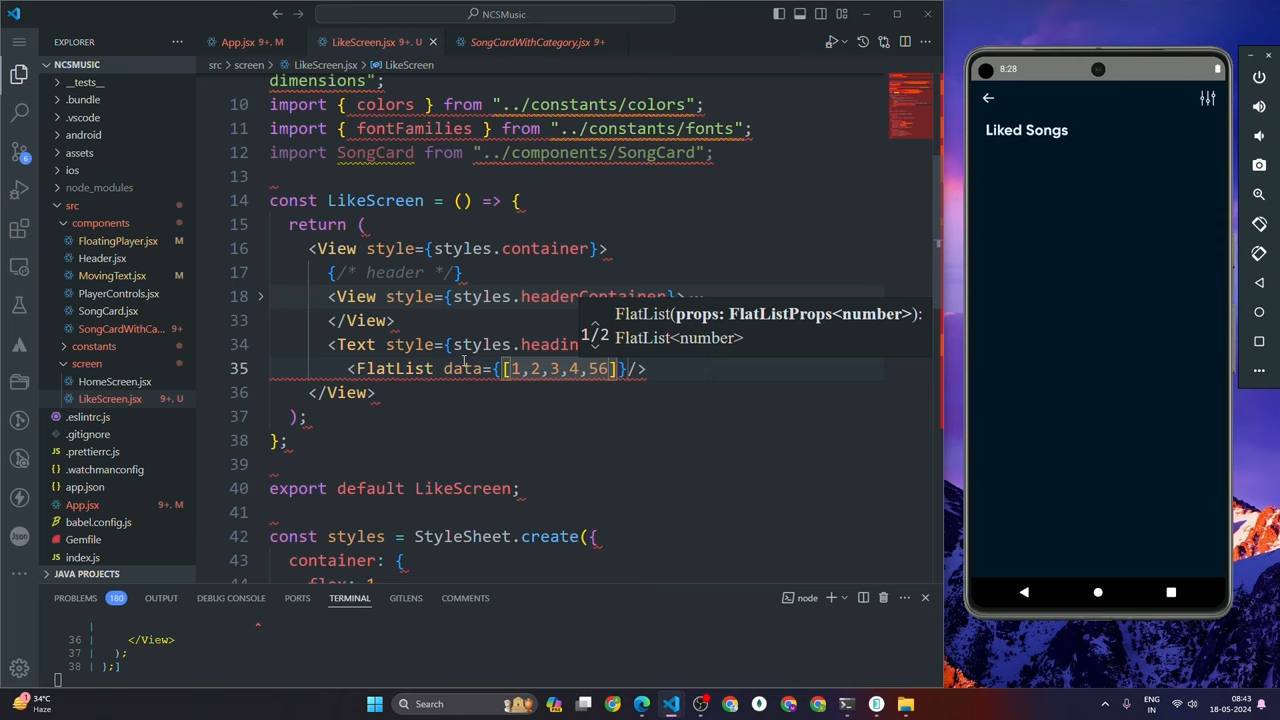 NCSMusic
EXPLORER
App.jsx 9+, M
LikeScreen.jsx 9+, U
SongCardWithCategory.jsx 9+
NCSMUSIC
src > screen > LikeScreen.jsx > LikeScreen
__tests__
.bundle
.vscode
android
assets
ios
node_modules
src
components
FloatingPlayer.jsx M
Header.jsx
MovingText.jsx M
PlayerControls.jsx
SongCard.jsx
SongCardWithCa... 9+
constants
screen
HomeScreen.jsx
LikeScreen.jsx 9+, U
.eslintrc.js
.gitignore
.prettierrc.js
.watchmanconfig
app.json
App.jsx 9+, M
babel.config.js
Gemfile
index.js
JAVA PROJECTS
dimensions";
10 import { colors } from "../constants/colors";
11 import { fontFamilies } from "../constants/fonts";
12 import SongCard from "../components/SongCard";
13
14 const LikeScreen = () => {
15 return (
16 <View style={styles.container}>
17 {/* header */}
18 <View style={styles.headerContainer}>...
33 </View>
34 <Text style={styles.headin
35 <FlatList data={[1,2,3,4,56]}/>
36 </View>
37 );
38 };
39
40 export default LikeScreen;
41
42 const styles = StyleSheet.create({
43 container: {
44 flex: 1
1/2
FlatList(props: FlatListProps<number>):
FlatList<number>
PROBLEMS 180 OUTPUT DEBUG CONSOLE PORTS TERMINAL GITLENS COMMENTS
node
|
^
36 | </View>
37 | );
38 | };]
8:28
Liked Songs
34°C
Haze
Search
ENG
IN
08:43
18-05-2024
6
Json